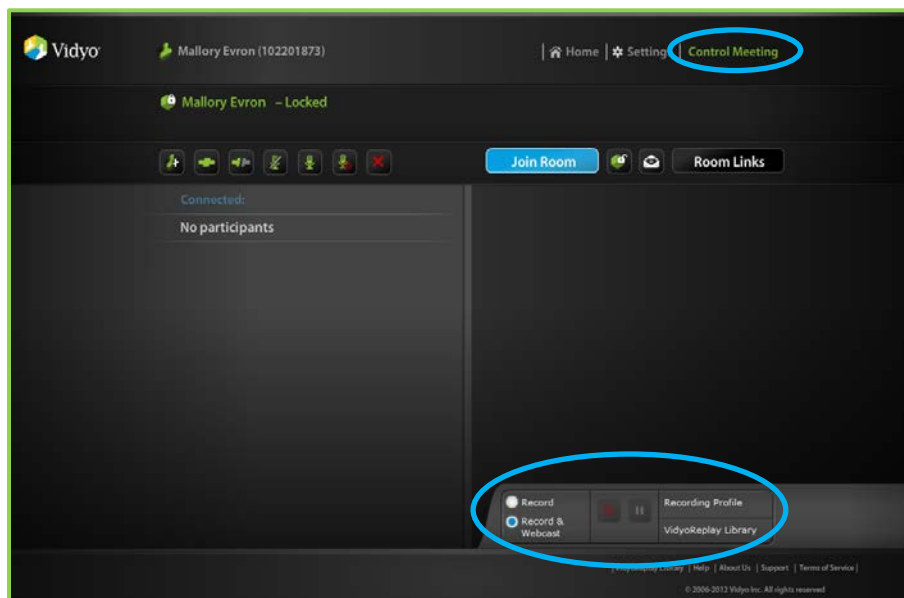 Vidyo
Mallory Evron (102201873)
| Home | Setting | Control Meeting
Mallory Evron – Locked
Join Room
Room Links
Connected:
No participants
Record
Record & Webcast
Recording Profile
VidyoReplay Library
Library | Help | About Us | Support | Terms of Service |
© 2006-2012 Vidyo Inc. All rights reserved